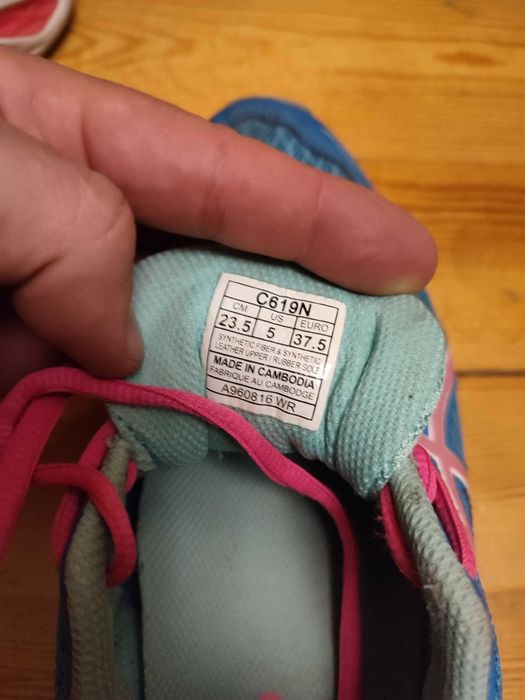 C619N
CM US EURO
23.5 5 37.5
SYNTHETIC FIBER & SYNTHETIC
LEATHER UPPER / RUBBER SOLE
MADE IN CAMBODIA
FABRIQUE AU CAMBODGE
A960816 WR